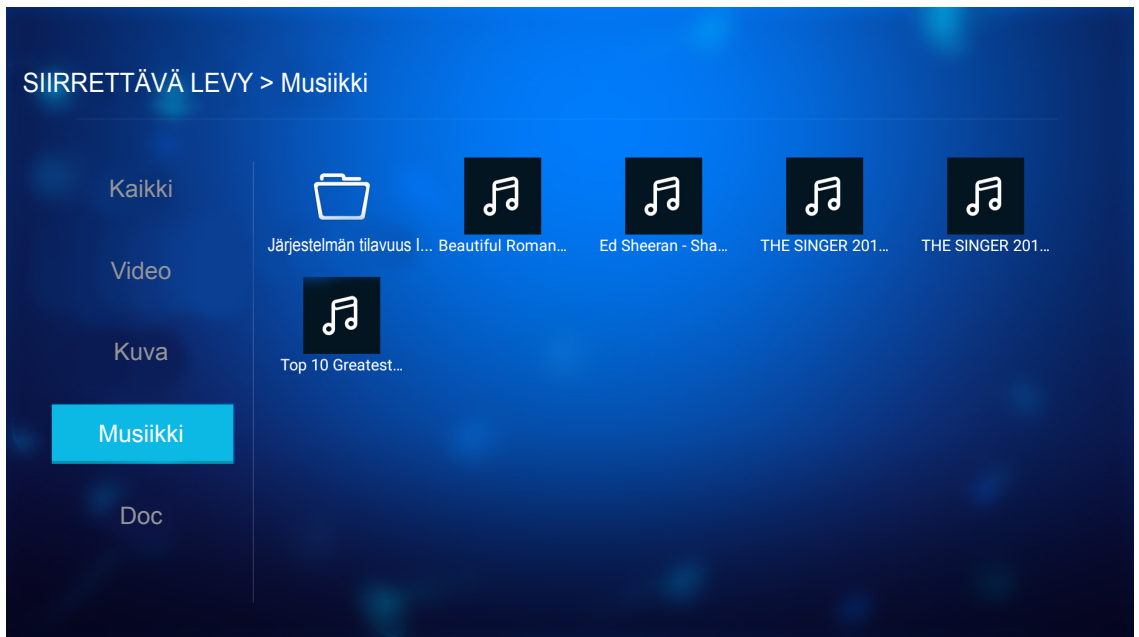 SIIRRETTÄVÄ LEVY > Musiikki
Kaikki
Video
Kuva
Musiikki
Doc
Järjestelmän tilavuus I...
Beautiful Roman...
Ed Sheeran - Sha...
THE SINGER 201...
THE SINGER 201...
Top 10 Greatest...